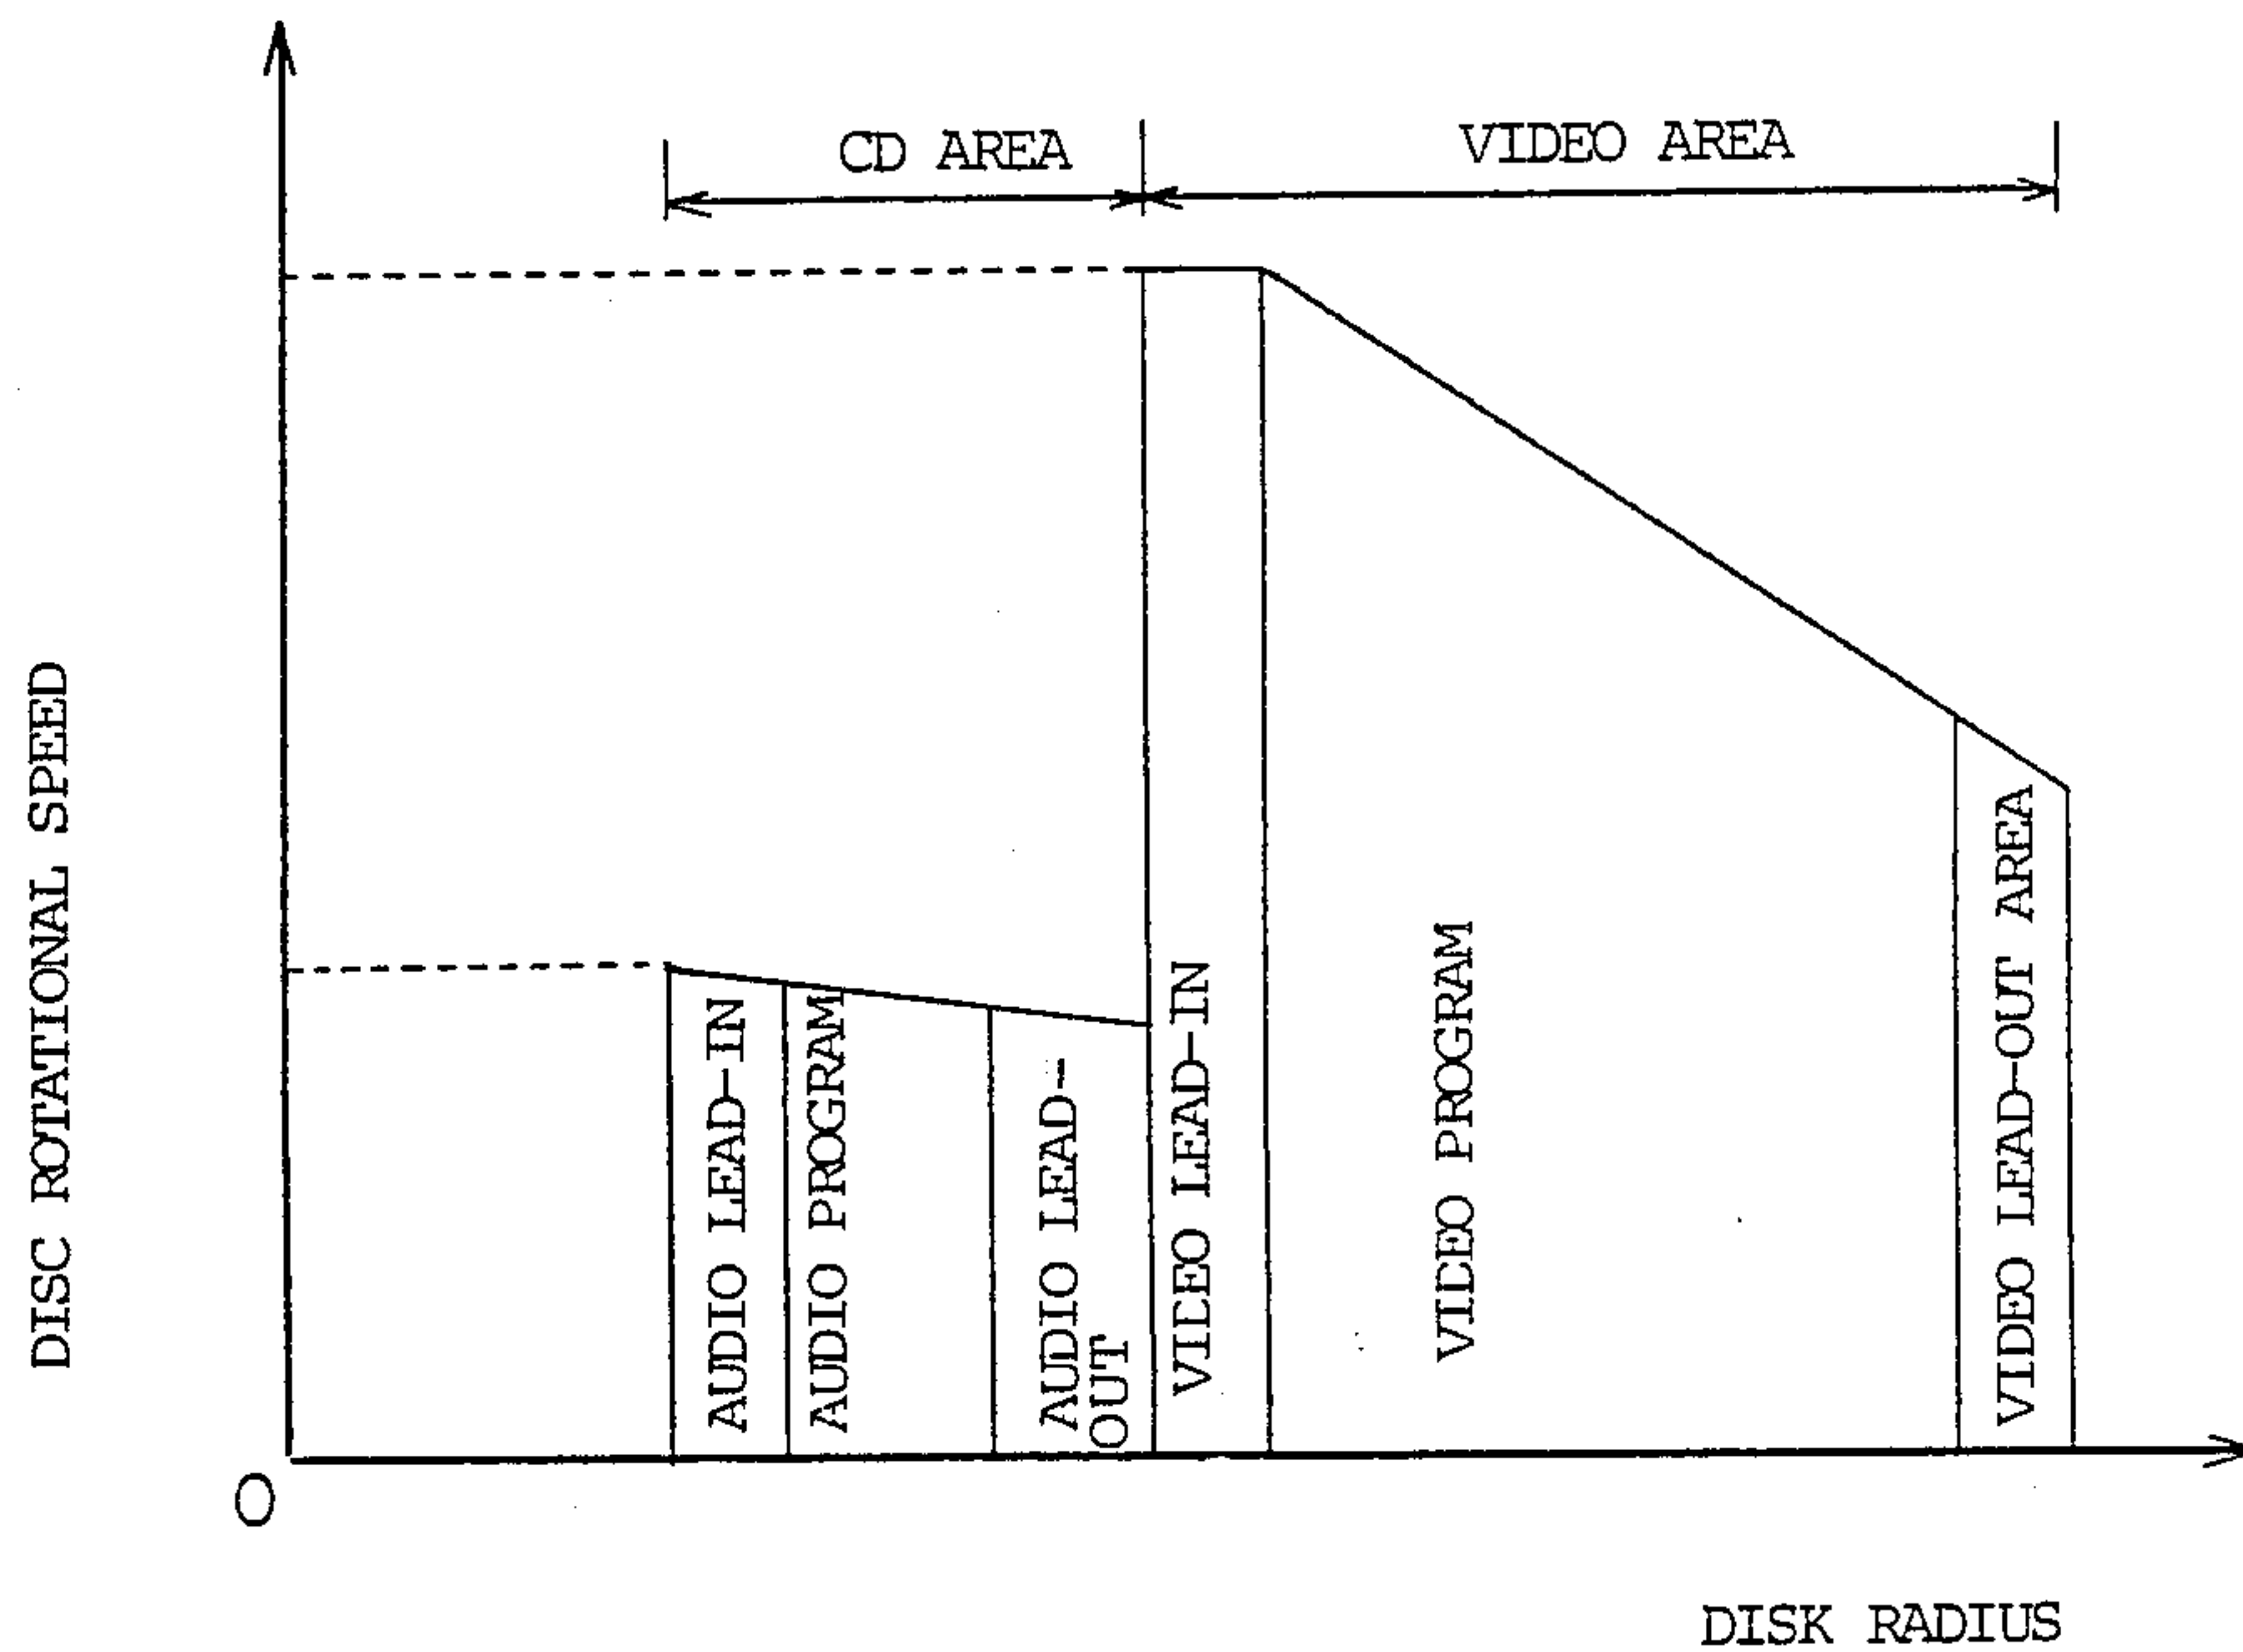 CD AREA
VIDEO AREA
DISC ROTATIONAL SPEED
AUDIO LEAD-IN
AUDIO PROGRAM
AUDIO LEAD-
OUT
VIDEO LEAD-IN
VIDEO PROGRAM
VIDEO LEAD-OUT AREA
O
DISK RADIUS